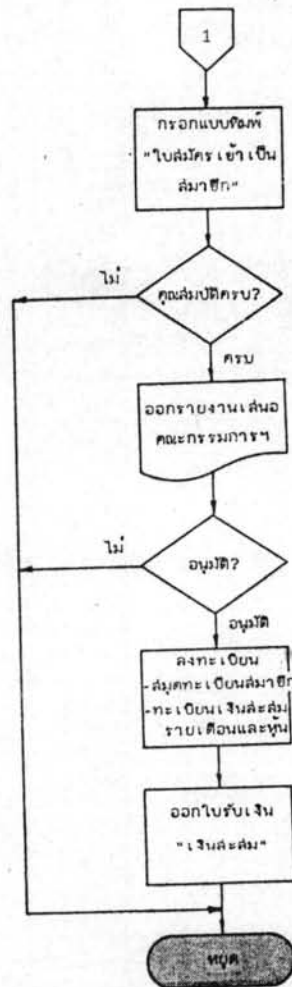 1
กรอกแบบพิมพ์
"ใบสมัครเข้าเป็น
สมาชิก"
ไม่
คุณสมบัติครบ?
ครบ
ออกรายงานเสนอ
คณะกรรมการฯ
ไม่
อนุมัติ?
อนุมัติ
ลงทะเบียน
-สมุดทะเบียนสมาชิก
-ทะเบียนเงินสะสม
รายเดือนและหุ้น
ออกใบรับเงิน
"เงินสะสม"
หยุด